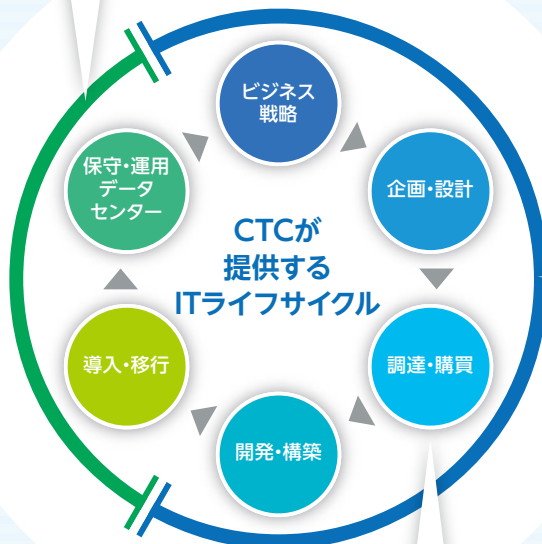 ビジネス
戦略
企画・設計
調達・購買
開発・構築
導入・移行
保守・運用
データ
センター
CTCが
提供する
ITライフサイクル